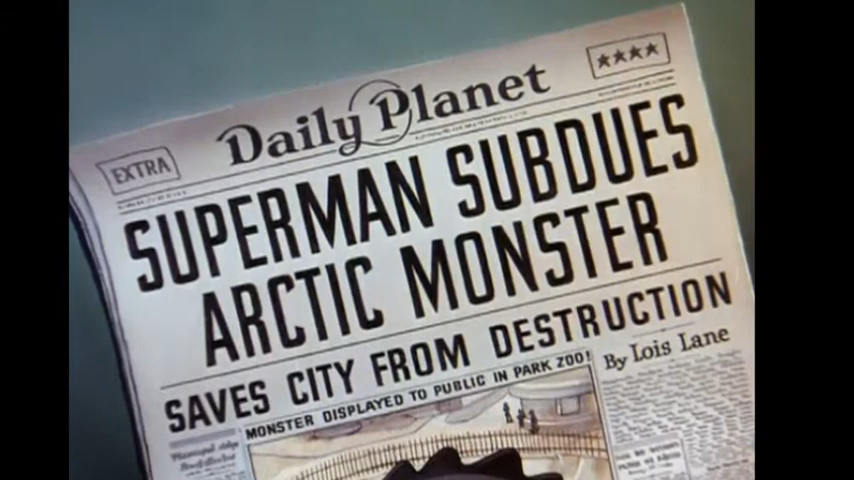 Daily Planet
★★★★
EXTRA
SUPERMAN SUBDUES
ARCTIC MONSTER
SAVES CITY FROM DESTRUCTION
MONSTER DISPLAYED TO PUBLIC IN PARK ZOO!
By Lois Lane